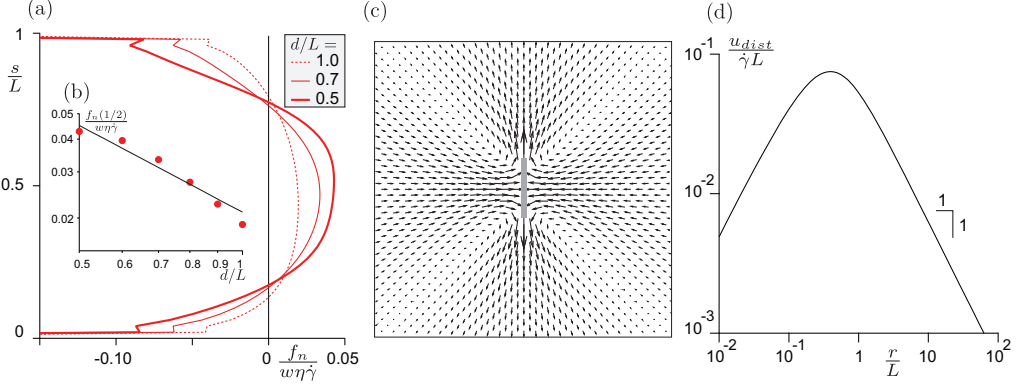 (a)
1
s/L
0.5
0
-0.10
0
0.05
f_n/wηγ̇
d/L =
1.0
0.7
0.5
(b)
f_n(1/2)/wηγ̇
0.05
0.04
0.03
0.02
0.5
0.6
0.7
0.8
0.9
1
d/L
(c)
(d)
u_dist/γ̇L
10^-1
10^-2
10^-3
10^-2
10^-1
1
10
10^2
r/L
1
1